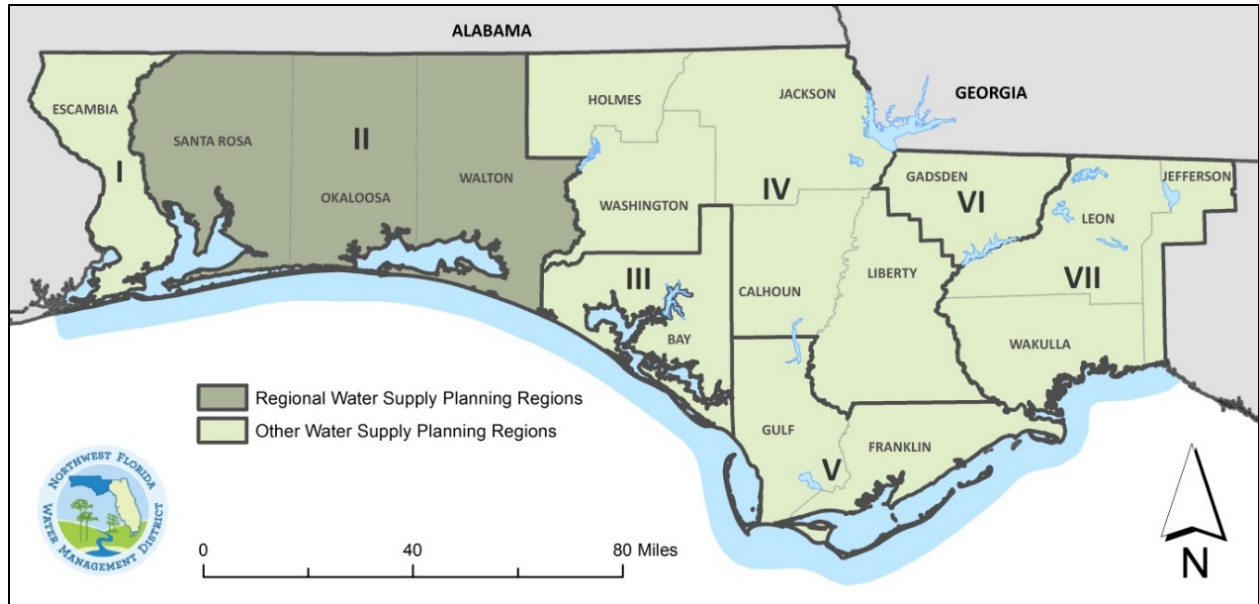 ALABAMA
GEORGIA
ESCAMBIA
SANTA ROSA
OKALOOSA
WALTON
HOLMES
WASHINGTON
JACKSON
BAY
CALHOUN
GULF
LIBERTY
FRANKLIN
GADSDEN
LEON
JEFFERSON
WAKULLA
I
II
III
IV
V
VI
VII
Regional Water Supply Planning Regions
Other Water Supply Planning Regions
NORTHWEST FLORIDA
WATER MANAGEMENT DISTRICT
0 40 80 Miles
N